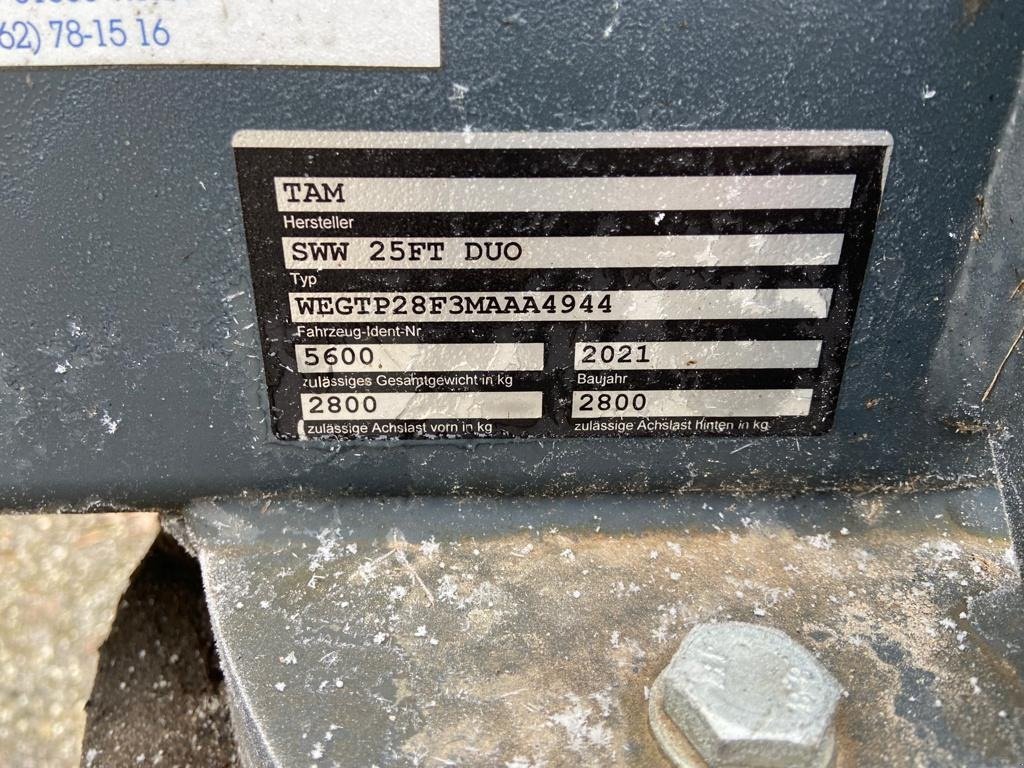 62) 78-15 16
TAM
Hersteller
SWW 25FT DUO
Typ
WEGTP28F3MAAA4944
Fahrzeug-Ident-Nr.
5600 2021
zulässiges Gesamtgewicht in kg Baujahr
2800 2800
zulässige Achslast vorn in kg zulässige Achslast hinten in kg